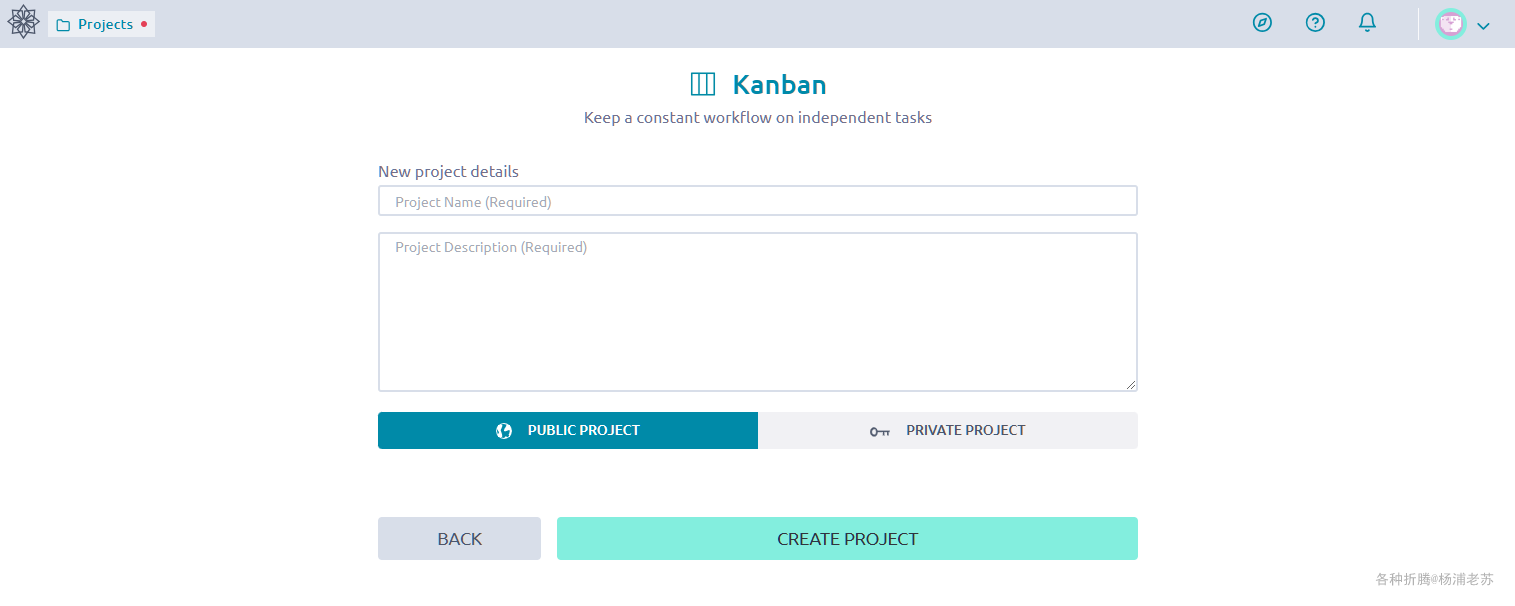 Projects
Kanban
Keep a constant workflow on independent tasks
New project details
Project Name (Required)
Project Description (Required)
PUBLIC PROJECT
PRIVATE PROJECT
BACK
CREATE PROJECT
各种折腾@杨浦老苏